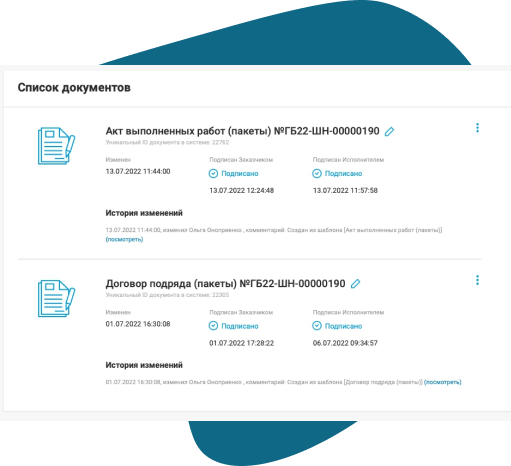 Список документов
Акт выполненных работ (пакеты) №ГБ22-ШН-00000190
Уникальный ID документа в системе: 22762
Изменен Подписан Заказчиком Подписан Исполнителем
13.07.2022 11:44:00 Подписано Подписано
13.07.2022 12:24:48 13.07.2022 11:57:58
История изменений
13.07.2022 11:44:00, изменил Ольга Оноприенко , комментарий: Создан из шаблона [Акт выполненных работ (пакеты)]
(посмотреть)
Договор подряда (пакеты) №ГБ22-ШН-00000190
Уникальный ID документа в системе: 22305
Изменен Подписан Заказчиком Подписан Исполнителем
01.07.2022 16:30:08 Подписано Подписано
01.07.2022 17:28:22 06.07.2022 09:34:57
История изменений
01.07.2022 16:30:08, изменил Ольга Оноприенко , комментарий: Создан из шаблона [Договор подряда (пакеты)] (посмотреть)